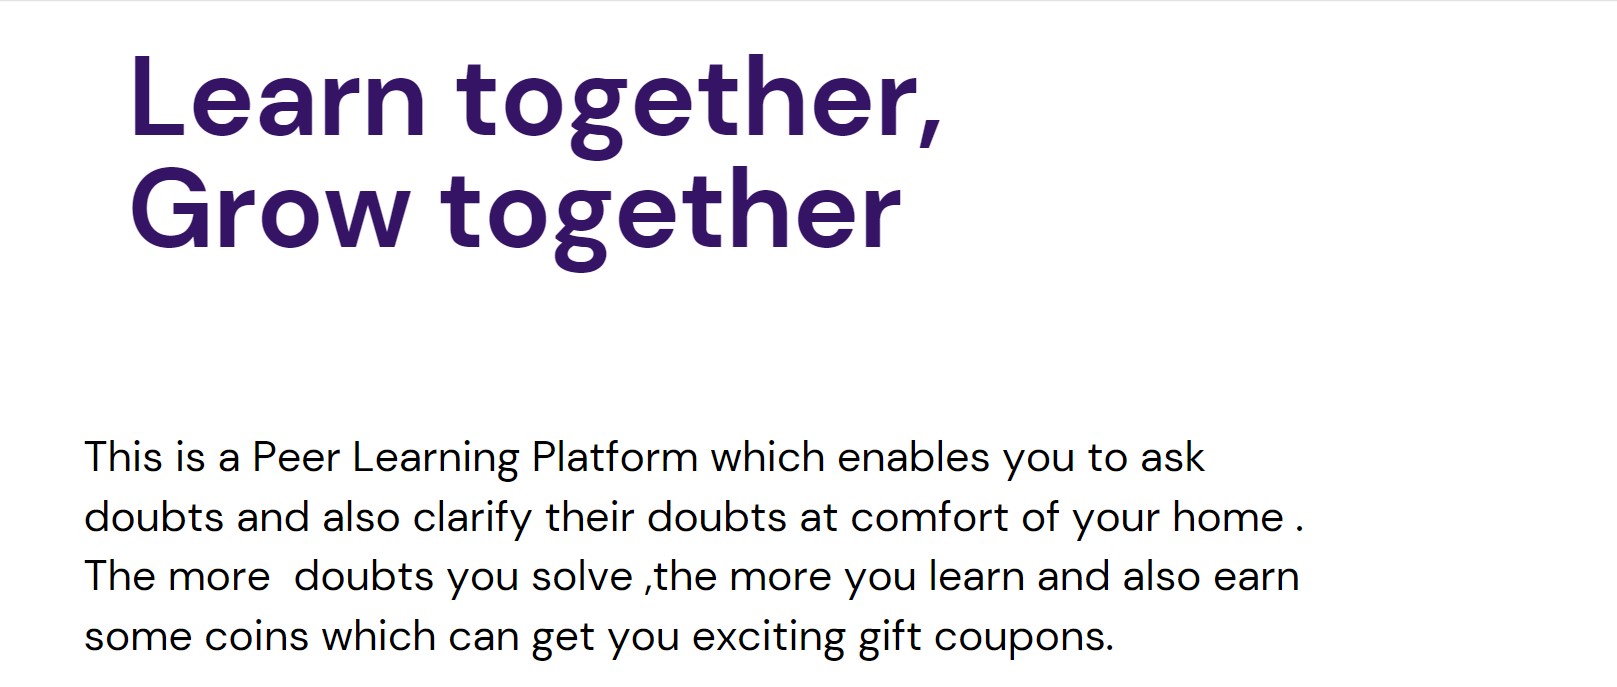 Learn together,
Grow together
This is a Peer Learning Platform which enables you to ask
doubts and also clarify their doubts at comfort of your home .
The more  doubts you solve ,the more you learn and also earn
some coins which can get you exciting gift coupons.